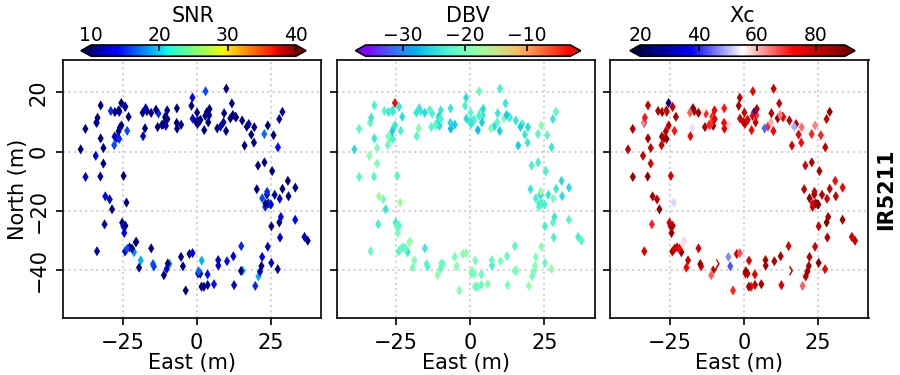 SNR DBV Xc
10 20 30 40 −30 −20 −10 20 40 60 80
20
0
−20
−40
North (m)
−25 0 25 −25 0 25 −25 0 25
East (m) East (m) East (m)
IR5211